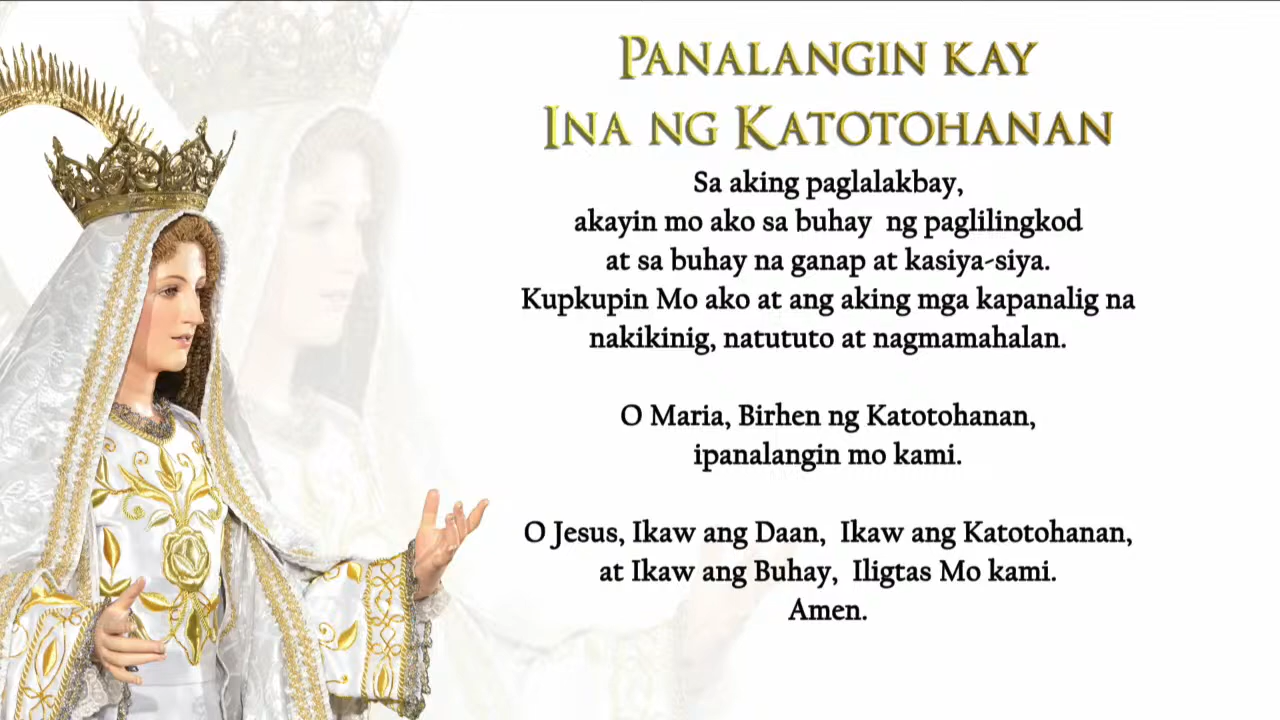 PANALANGIN KAY
INA NG KATOTOHANAN
Sa aking paglalakbay,
akayin mo ako sa buhay ng paglilingkod
at sa buhay na ganap at kasiya-siya.
Kupkupin Mo ako at ang aking mga kapanalig na
nakikinig, natututo at nagmamahalan.
O Maria, Birhen ng Katotohanan,
ipanalangin mo kami.
O Jesus, Ikaw ang Daan, Ikaw ang Katotohanan,
at Ikaw ang Buhay, Iligtas Mo kami.
Amen.